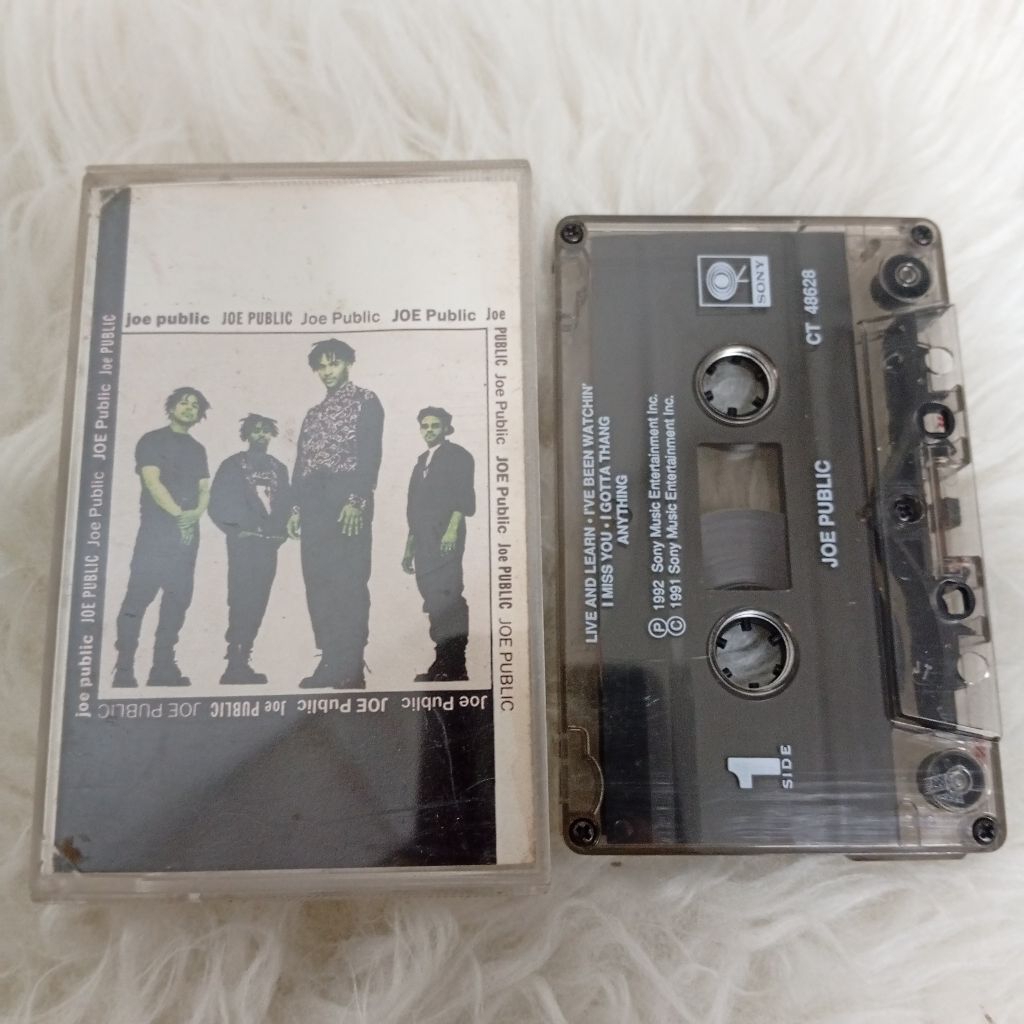 joe public JOE PUBLIC Joe Public JOE Public Joe
PUBLIC Joe Public JOE Public Joe PUBLIC JOE PUBLIC
Joe Public JOE Public Joe PUBLIC JOE PUBLIC
joe public JOE PUBLIC Joe Public JOE Public Joe PUBLIC
LIVE AND LEARN • I'VE BEEN WATCHIN'
I MISS YOU • I GOTTA THANG
ANYTHING
Ⓟ 1992 Sony Music Entertainment Inc.
© 1991 Sony Music Entertainment Inc.
SONY
1
SIDE
CT 48628
JOE PUBLIC